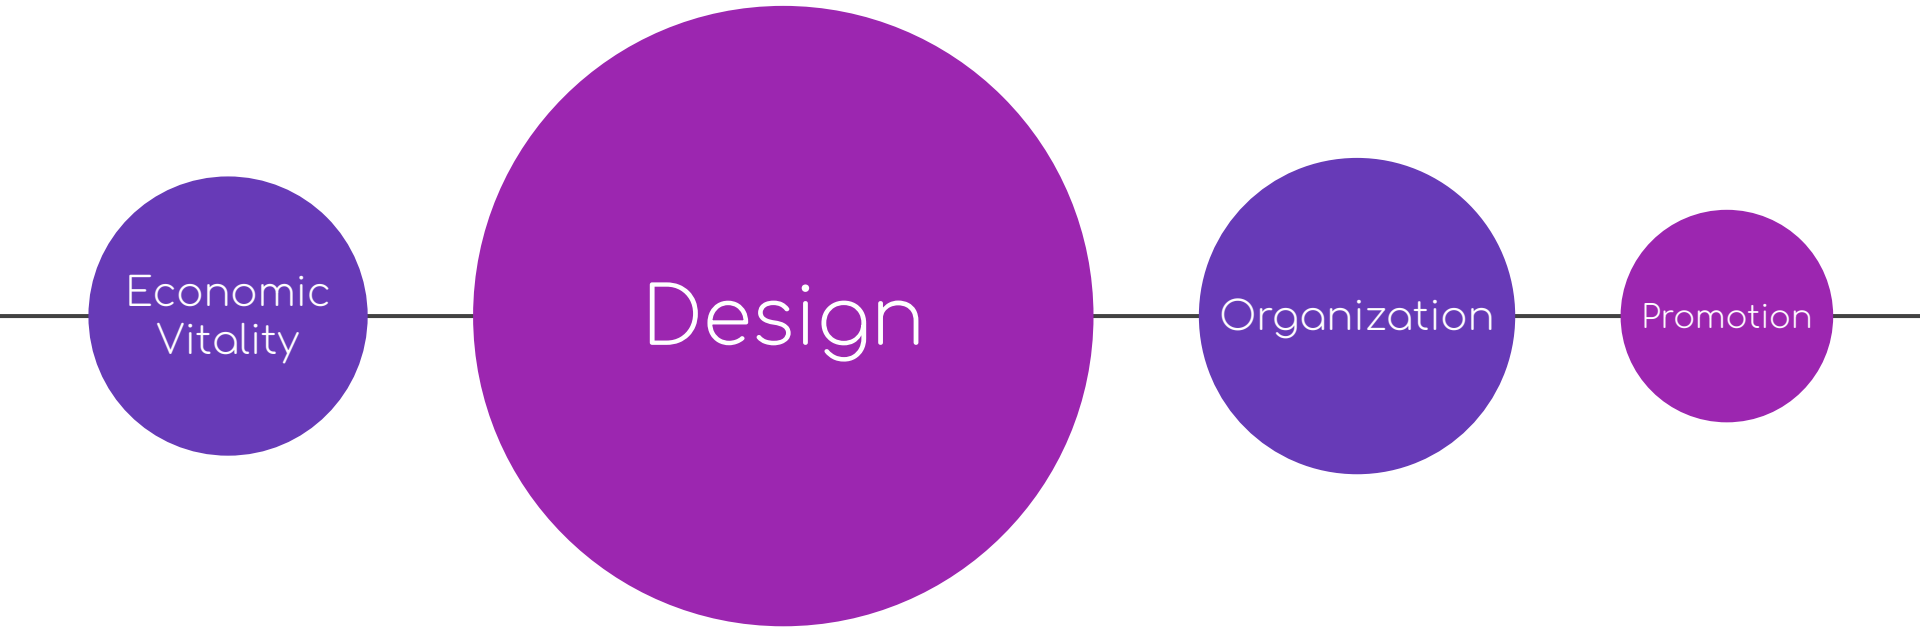 Economic
Vitality
Design
Organization
Promotion